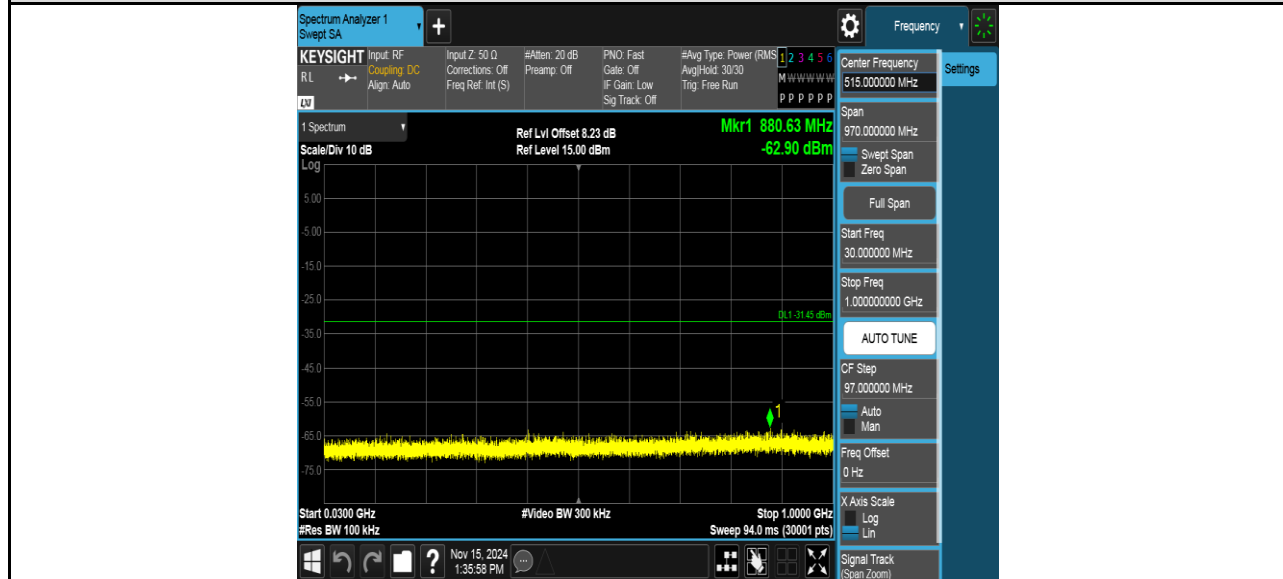 Spectrum Analyzer 1
Swept SA
+
Frequency
KEYSIGHT
RL
LXI
Input: RF
Coupling: DC
Align: Auto
Input Z: 50 Ω
Corrections: Off
Freq Ref: Int (S)
#Atten: 20 dB
Preamp: Off
PNO: Fast
Gate: Off
IF Gain: Low
Sig Track: Off
#Avg Type: Power (RMS
Avg|Hold: 30/30
Trig: Free Run
1 2 3 4 5 6
M W W W W W
P P P P P P
1 Spectrum
Scale/Div 10 dB
Log
Ref Lvl Offset 8.23 dB
Ref Level 15.00 dBm
Mkr1 880.63 MHz
-62.90 dBm
5.00
-5.00
-15.0
-25.0
DL1 -31.45 dBm
-35.0
-45.0
-55.0
1
-65.0
-75.0
Start 0.0300 GHz
#Res BW 100 kHz
#Video BW 300 kHz
Stop 1.0000 GHz
Sweep 94.0 ms (30001 pts)
?
Nov 15, 2024
1:35:58 PM
Center Frequency
515.000000 MHz
Settings
Span
970.000000 MHz
Swept Span
Zero Span
Full Span
Start Freq
30.000000 MHz
Stop Freq
1.000000000 GHz
AUTO TUNE
CF Step
97.000000 MHz
Auto
Man
Freq Offset
0 Hz
X Axis Scale
Log
Lin
Signal Track
(Span Zoom)